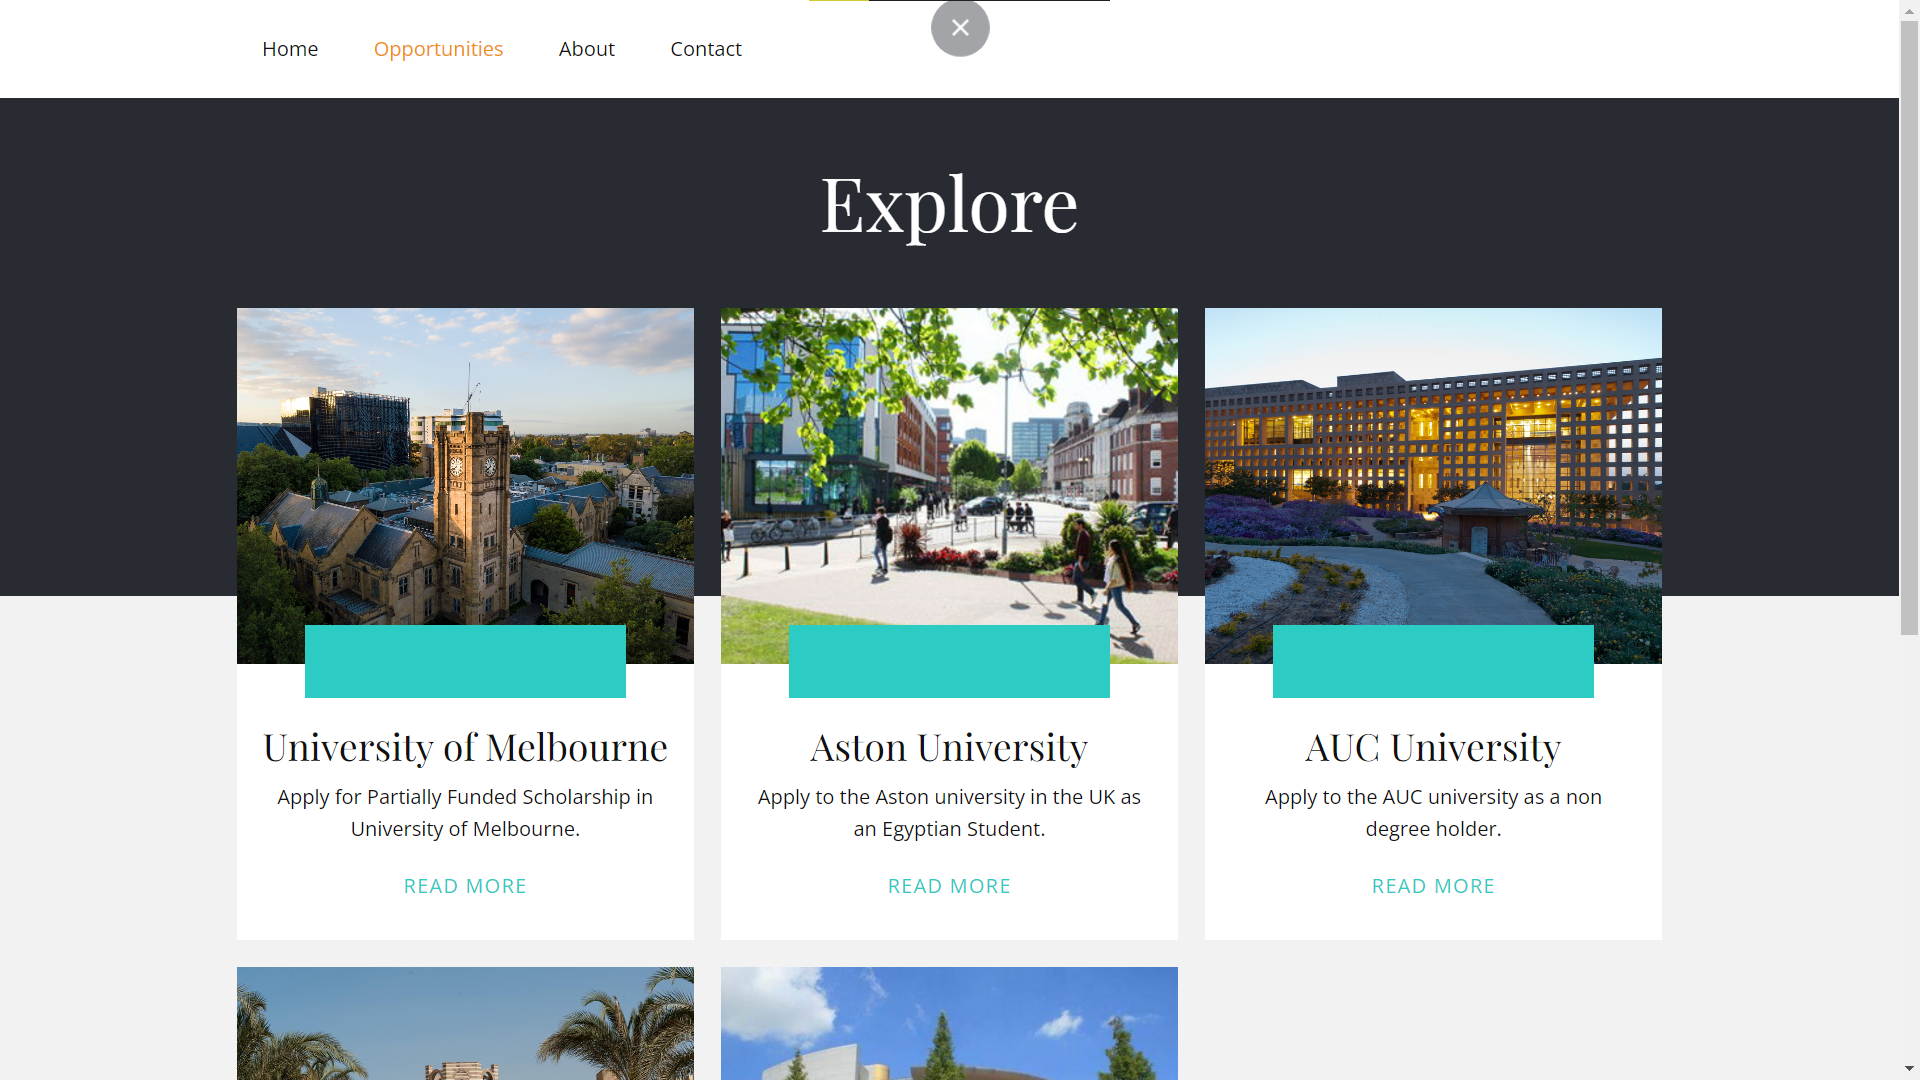 Home Opportunities About Contact
Explore
University of Melbourne
Apply for Partially Funded Scholarship in
University of Melbourne.
READ MORE
Aston University
Apply to the Aston university in the UK as
an Egyptian Student.
READ MORE
AUC University
Apply to the AUC university as a non
degree holder.
READ MORE